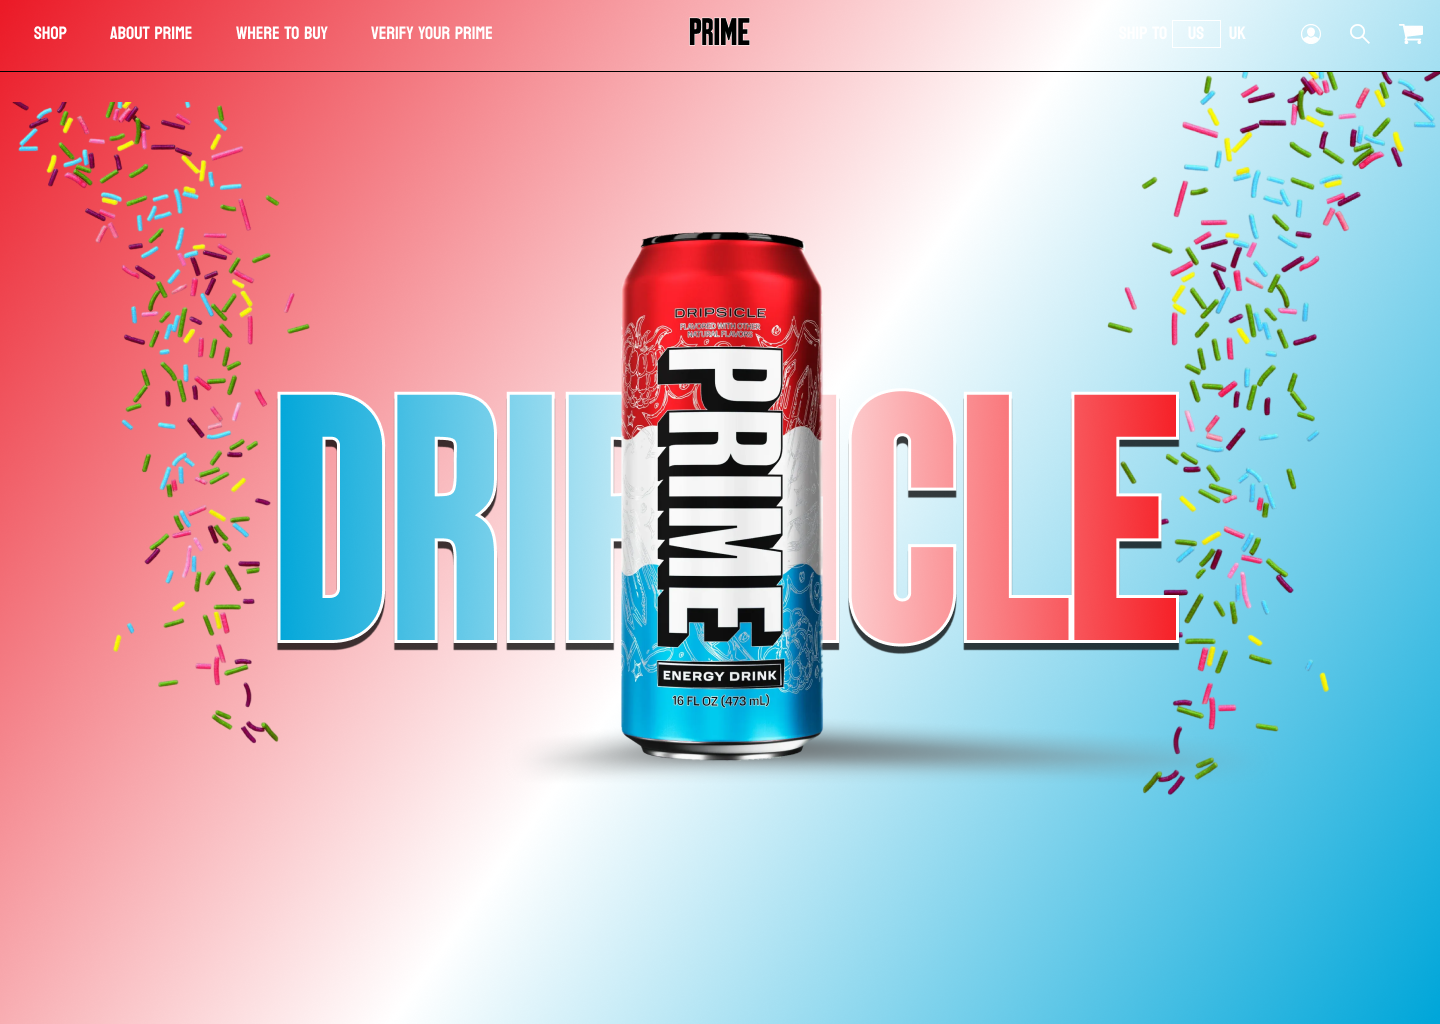 SHOP ABOUT PRIME WHERE TO BUY VERIFY YOUR PRIME PRIME SHIP TO US UK
DRIPSICLE
FLAVORED WITH OTHER
NATURAL FLAVORS
PRIME
DRIP ICLE
ENERGY DRINK
16 FL OZ (473 mL)